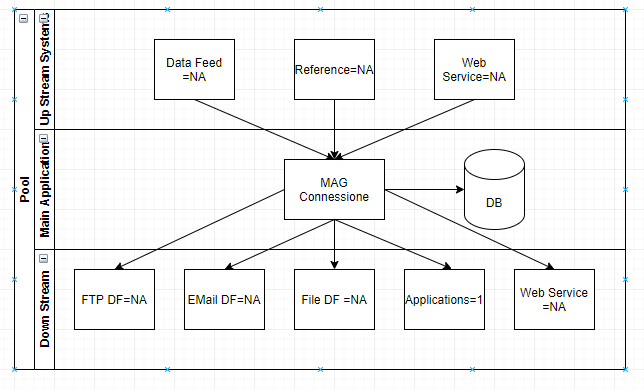 Pool
Up Stream System
Data Feed
=NA
Reference=NA
Web
Service=NA
Main Application
MAG
Connessione
DB
Down Stream
FTP DF=NA
EMail DF=NA
File DF =NA
Applications=1
Web Service
=NA